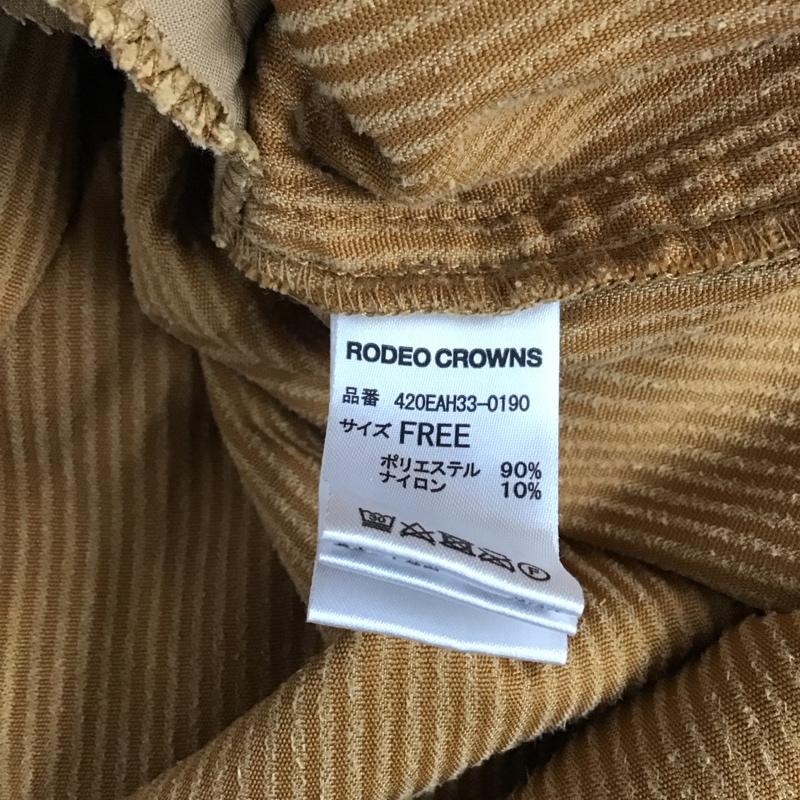 RODEO CROWNS
品番 420EAH33-0190
サイズ FREE
ポリエステル 90%
ナイロン 10%
30
F